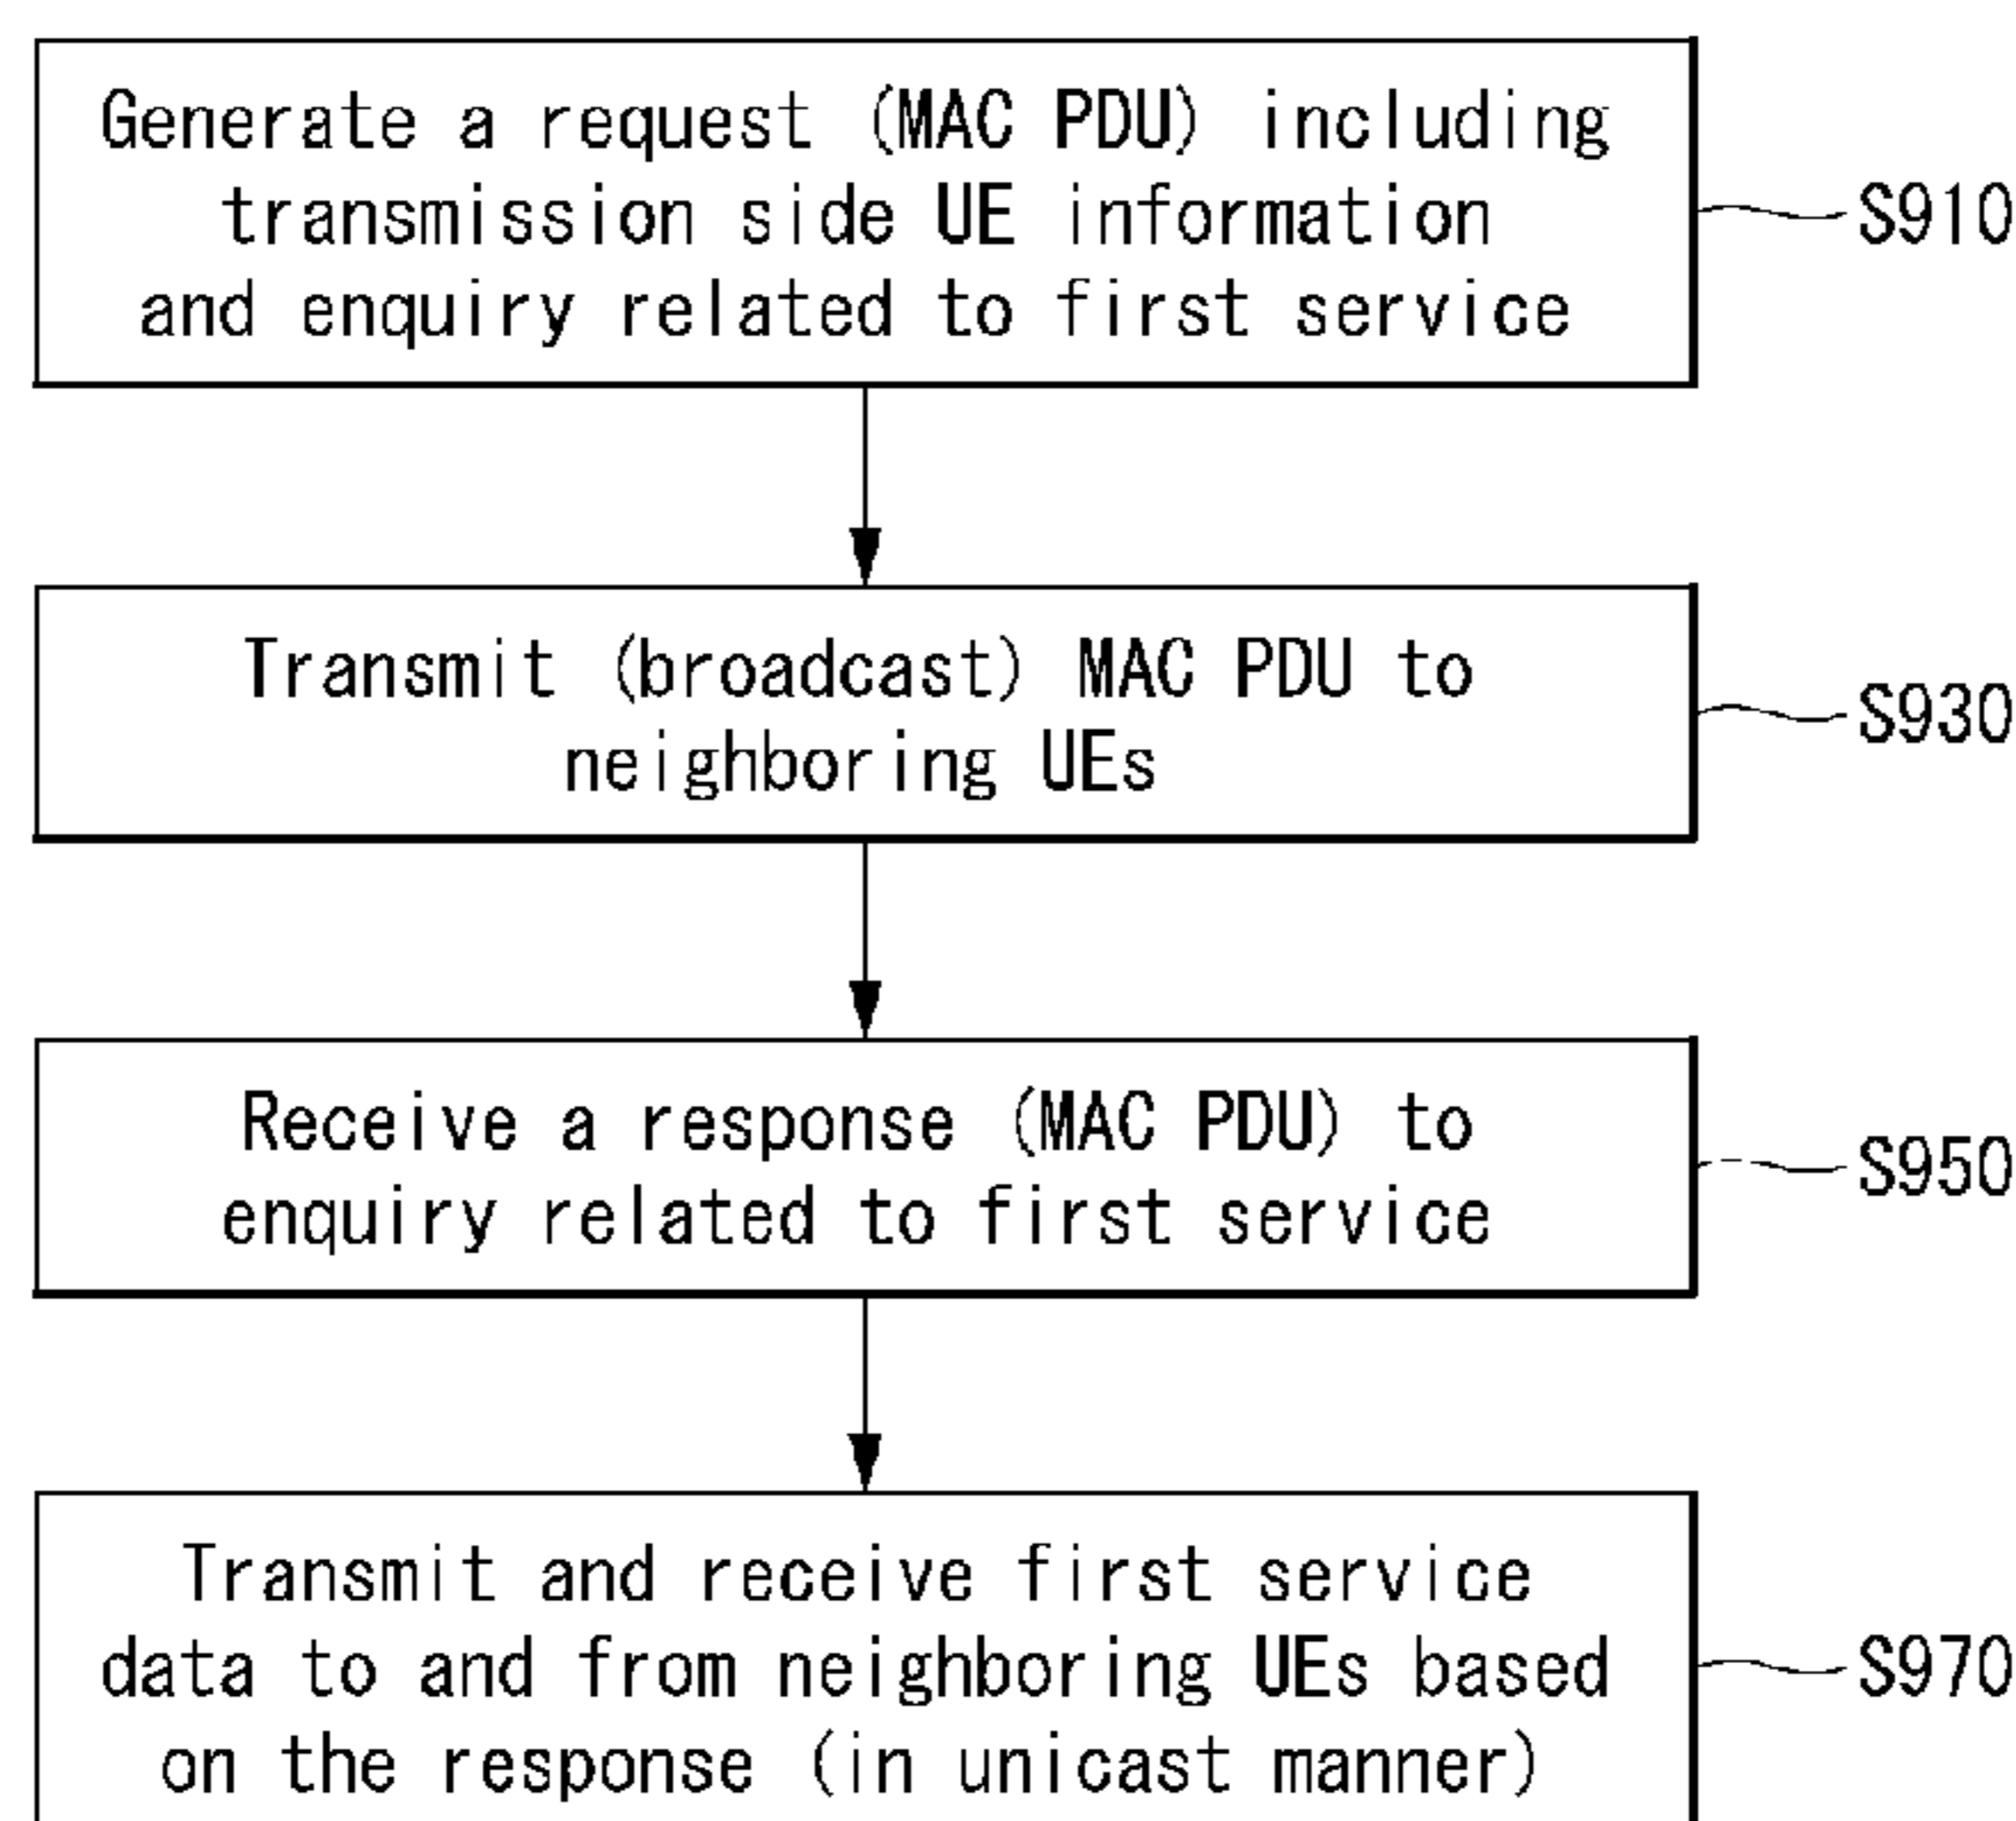 Generate a request (MAC PDU) including
transmission side UE information
and enquiry related to first service
S910
Transmit (broadcast) MAC PDU to
neighboring UEs
S930
Receive a response (MAC PDU) to
enquiry related to first service
S950
Transmit and receive first service
data to and from neighboring UEs based
on the response (in unicast manner)
S970